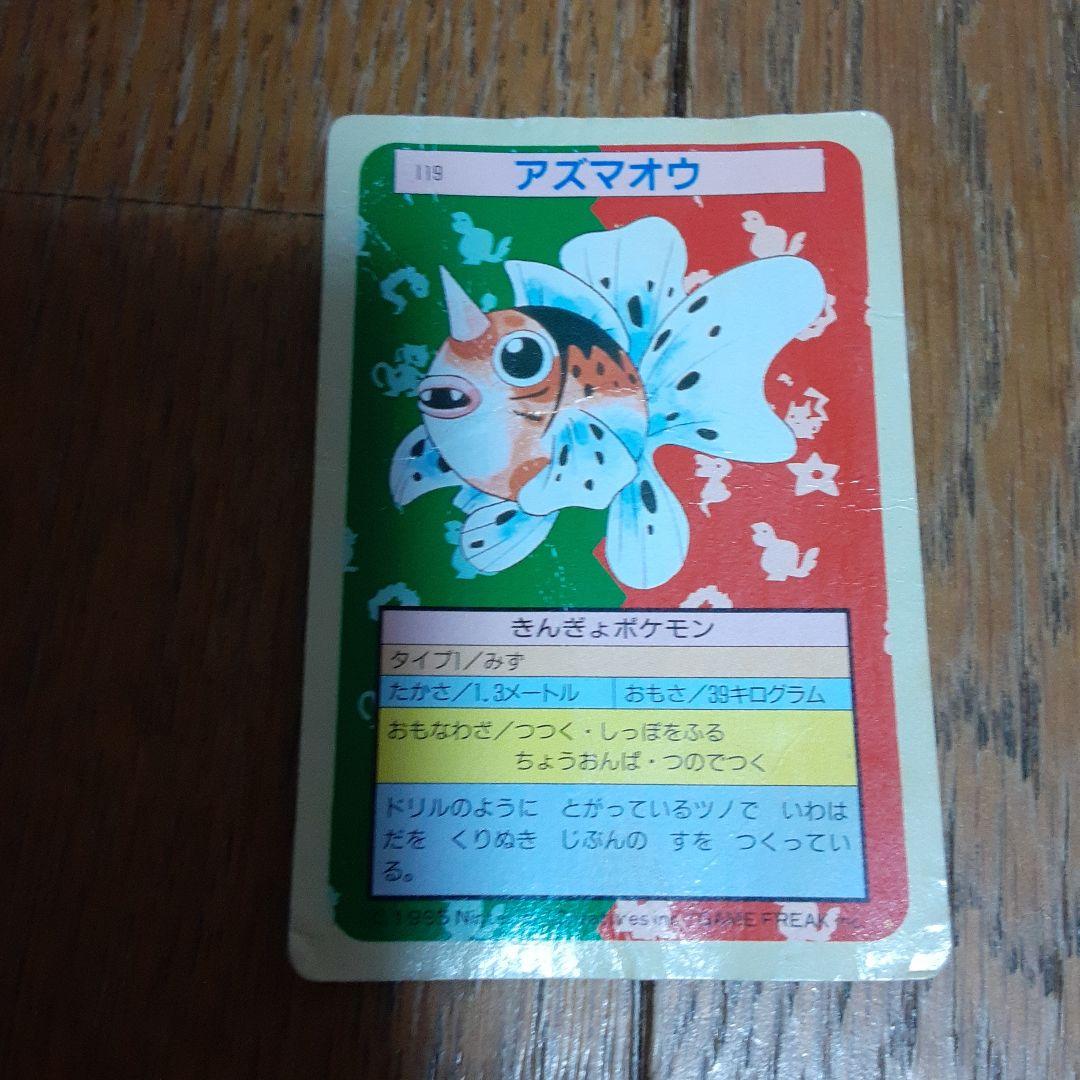 119 アズマオウ
きんぎょポケモン
タイプ1/みず
たかさ/1.3メートル おもさ/39キログラム
おもなわざ/つつく・しっぽをふる
ちょうおんぱ・つのでつく
ドリルのように とがっているツノで いわは
だを くりぬき じぶんの すを つくってい
る。
©1995 GAME FREAK inc.